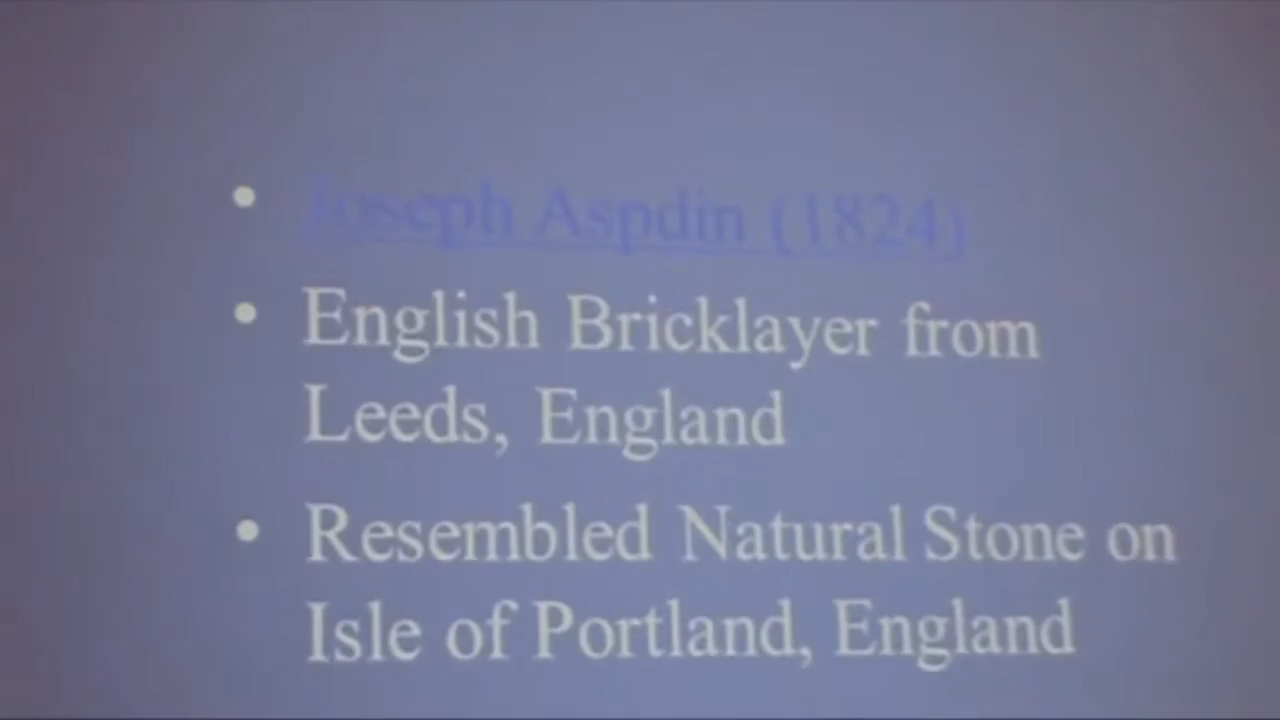 • Joseph Aspdin (1824)
• English Bricklayer from
Leeds, England
• Resembled Natural Stone on
Isle of Portland, England